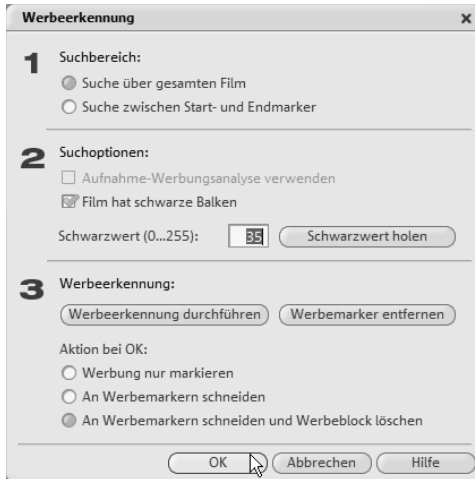 Werbeerkennung
x
1 Suchbereich:
Suche über gesamten Film
Suche zwischen Start- und Endmarker
2 Suchoptionen:
Aufnahme-Werbungsanalyse verwenden
Film hat schwarze Balken
Schwarzwert (0...255): 35 Schwarzwert holen
3 Werbeerkennung:
Werbeerkennung durchführen Werbemarker entfernen
Aktion bei OK:
Werbung nur markieren
An Werbemarkern schneiden
An Werbemarkern schneiden und Werbeblock löschen
OK Abbrechen Hilfe